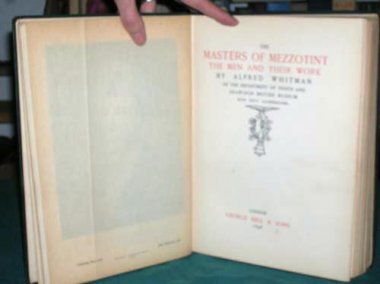 THE
MASTERS OF MEZZOTINT
THE MEN AND THEIR WORK
BY ALFRED WHITMAN
OF THE DEPARTMENT OF PRINTS AND
DRAWINGS BRITISH MUSEUM
LONDON
GEORGE BELL & SONS